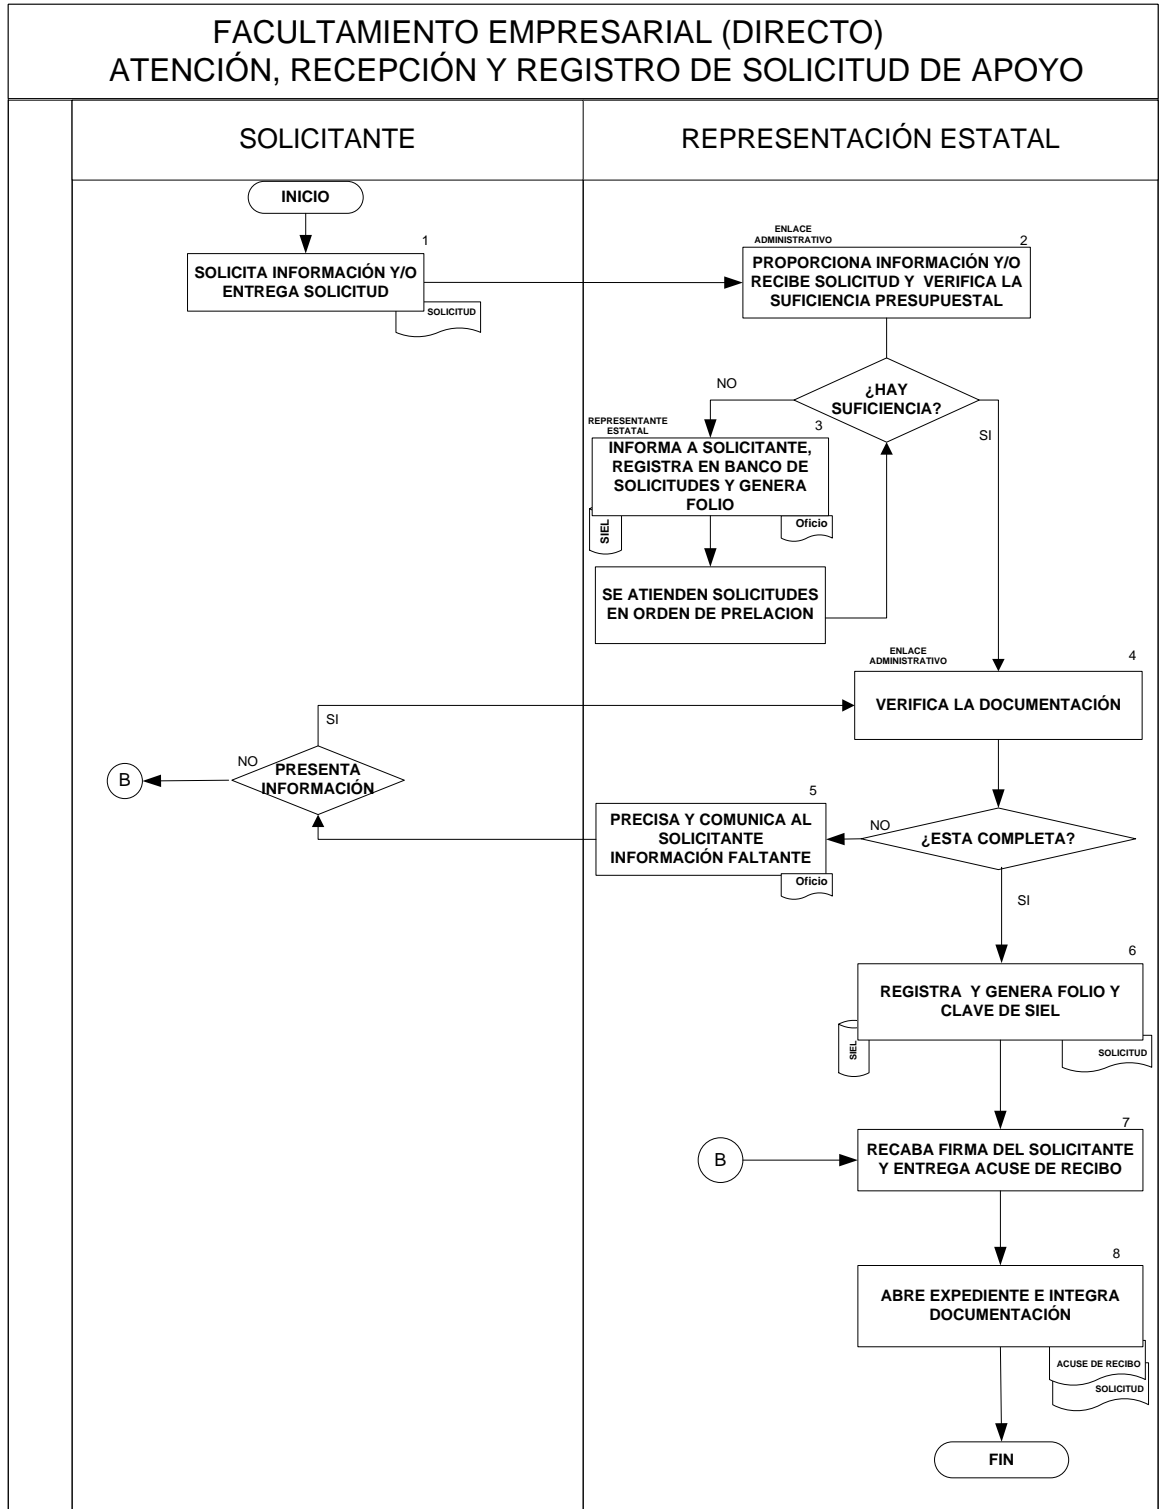 FACULTAMIENTO EMPRESARIAL (DIRECTO)
ATENCIÓN, RECEPCIÓN Y REGISTRO DE SOLICITUD DE APOYO
SOLICITANTE
REPRESENTACIÓN ESTATAL
INICIO
1
SOLICITA INFORMACIÓN Y/O
ENTREGA SOLICITUD
SOLICITUD
ENLACE
ADMINISTRATIVO
2
PROPORCIONA INFORMACIÓN Y/O
RECIBE SOLICITUD Y VERIFICA LA
SUFICIENCIA PRESUPUESTAL
¿HAY
SUFICIENCIA?
NO
SI
REPRESENTANTE
ESTATAL
3
INFORMA A SOLICITANTE,
REGISTRA EN BANCO DE
SOLICITUDES Y GENERA
FOLIO
SIEL
Oficio
SE ATIENDEN SOLICITUDES
EN ORDEN DE PRELACION
ENLACE
ADMINISTRATIVO
4
VERIFICA LA DOCUMENTACIÓN
SI
NO
PRESENTA
INFORMACIÓN
B
5
PRECISA Y COMUNICA AL
SOLICITANTE
INFORMACIÓN FALTANTE
Oficio
NO
¿ESTA COMPLETA?
SI
6
REGISTRA Y GENERA FOLIO Y
CLAVE DE SIEL
SIEL
SOLICITUD
7
B
RECABA FIRMA DEL SOLICITANTE
Y ENTREGA ACUSE DE RECIBO
8
ABRE EXPEDIENTE E INTEGRA
DOCUMENTACIÓN
ACUSE DE RECIBO
SOLICITUD
FIN